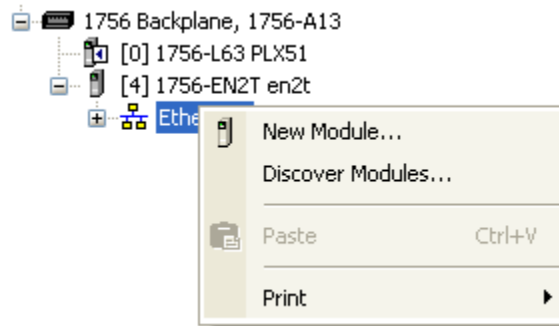 1756 Backplane, 1756-A13
[0] 1756-L63 PLX51
[4] 1756-EN2T en2t
Ethe
New Module...
Discover Modules...
Paste Ctrl+V
Print